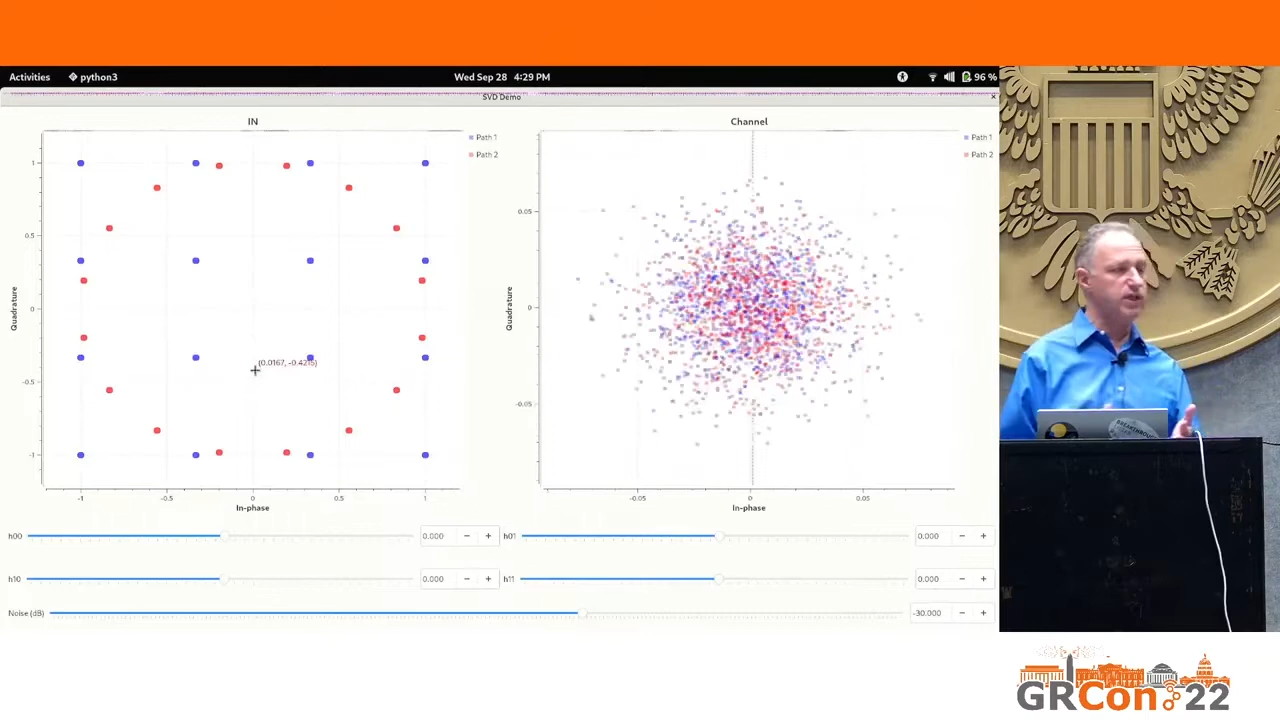 Activities python3 Wed Sep 28 4:29 PM 96 %
SVD Demo ×
IN
Path 1
Path 2
1
0.5
0
-0.5
-1
Quadrature
(0.0167, -0.4215)
-1 -0.5 0 0.5 1
In-phase
Channel
Path 1
Path 2
0.05
0
-0.05
Quadrature
-0.05 0 0.05
In-phase
h00 0.000 − +
h01 0.000 − +
h10 0.000 − +
h11 0.000 − +
Noise (dB) -30.000 − +
BREAKTHROUGH
GRCon 22